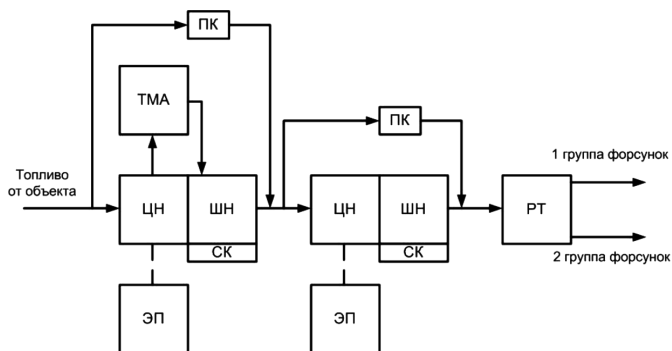 ПК
ТМА
ПК
Топливо
от объекта
1 группа форсунок
ЦН
ШН
ЦН
ШН
РТ
СК
СК
2 группа форсунок
ЭП
ЭП